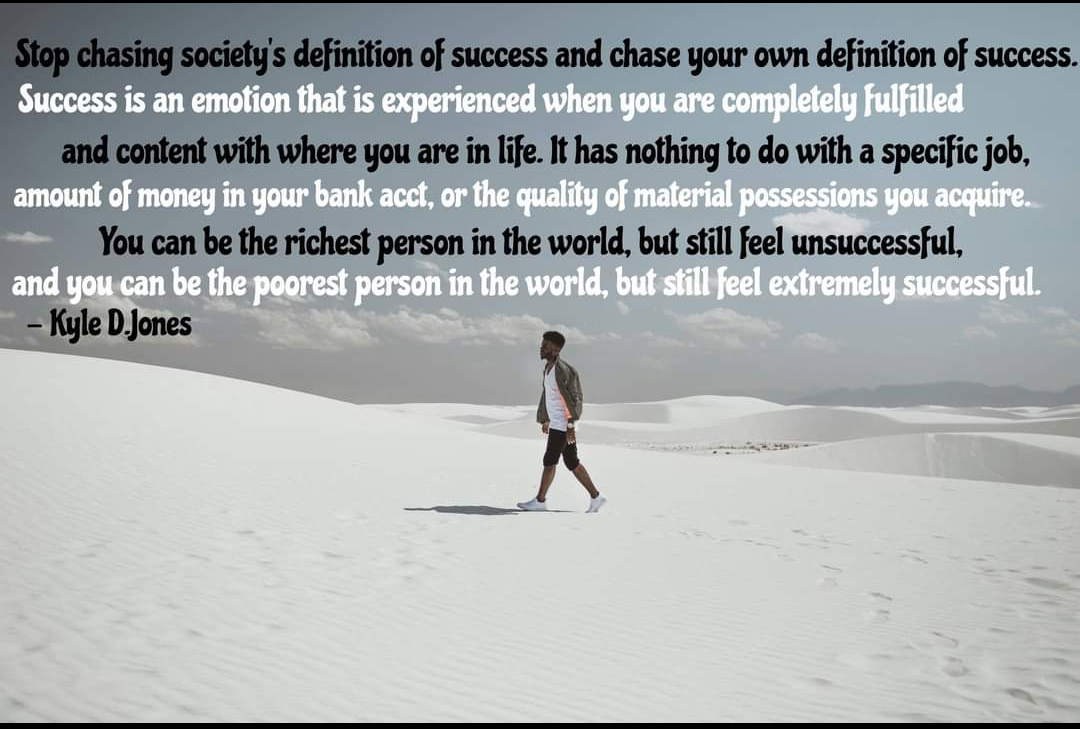 Stop chasing society's definition of success and chase your own definition of success.
Success is an emotion that is experienced when you are completely fulfilled
and content with where you are in life. It has nothing to do with a specific job,
amount of money in your bank acct, or the quality of material possessions you acquire.
You can be the richest person in the world, but still feel unsuccessful,
and you can be the poorest person in the world, but still feel extremely successful.
– Kyle D.Jones